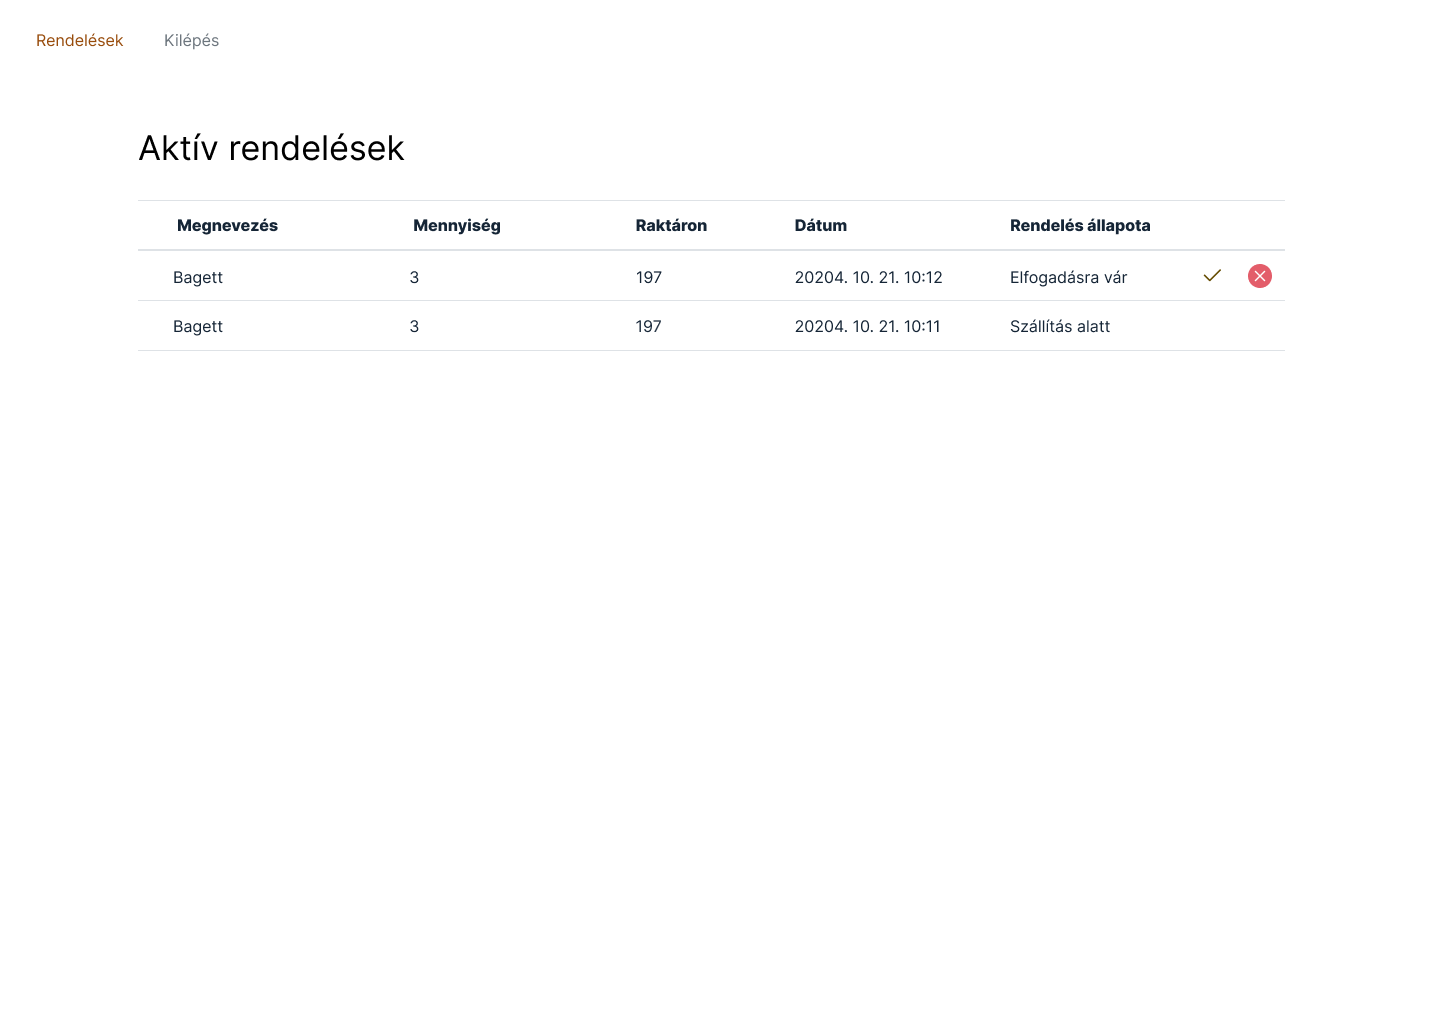 Rendelések Kilépés
Aktív rendelések
Megnevezés Mennyiség Raktáron Dátum Rendelés állapota
Bagett 3 197 20204. 10. 21. 10:12 Elfogadásra vár
Bagett 3 197 20204. 10. 21. 10:11 Szállítás alatt